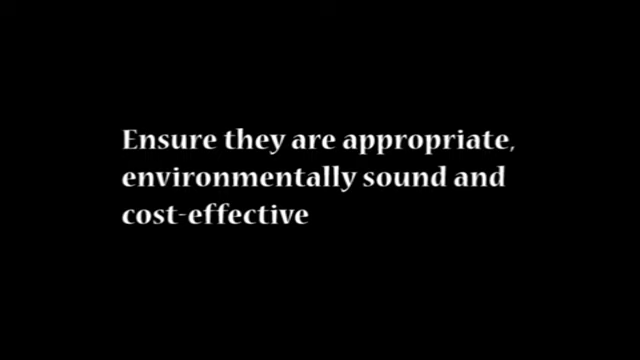 Ensure they are appropriate,
environmentally sound and
cost-effective